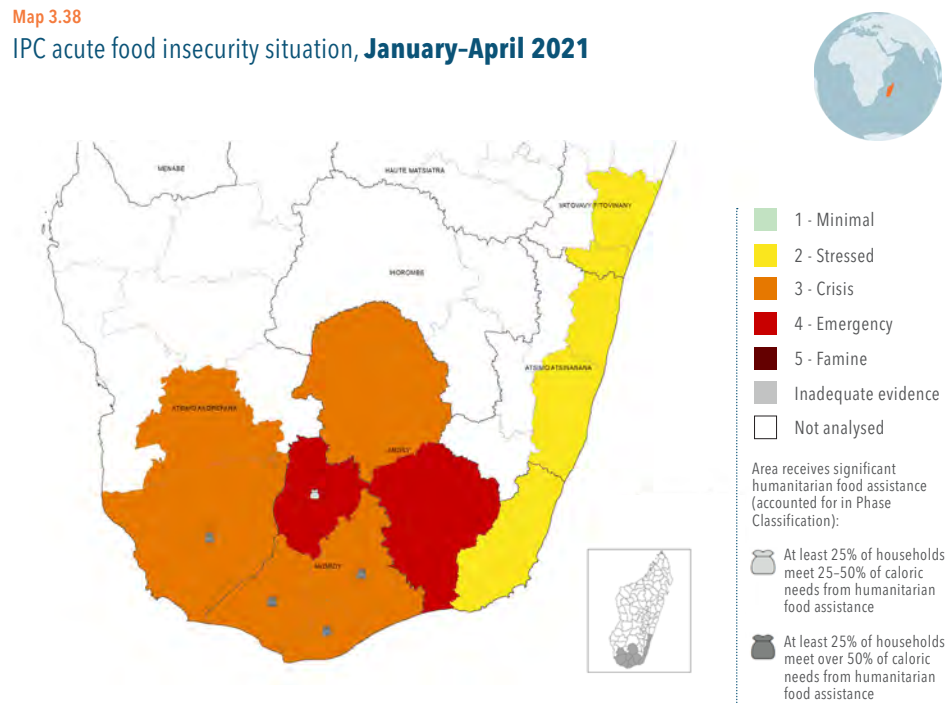 Map 3.38
IPC acute food insecurity situation, January–April 2021
MENABE
HAUTE MATSIATRA
VATOVAVY FITOVINANY
IHOROMBE
ATSIMO ATSINANANA
ATSIMO ANDREFANA
ANOSY
ANDROY
1 - Minimal
2 - Stressed
3 - Crisis
4 - Emergency
5 - Famine
Inadequate evidence
Not analysed
Area receives significant
humanitarian food assistance
(accounted for in Phase
Classification):
At least 25% of households
meet 25–50% of caloric
needs from humanitarian
food assistance
At least 25% of households
meet over 50% of caloric
needs from humanitarian
food assistance